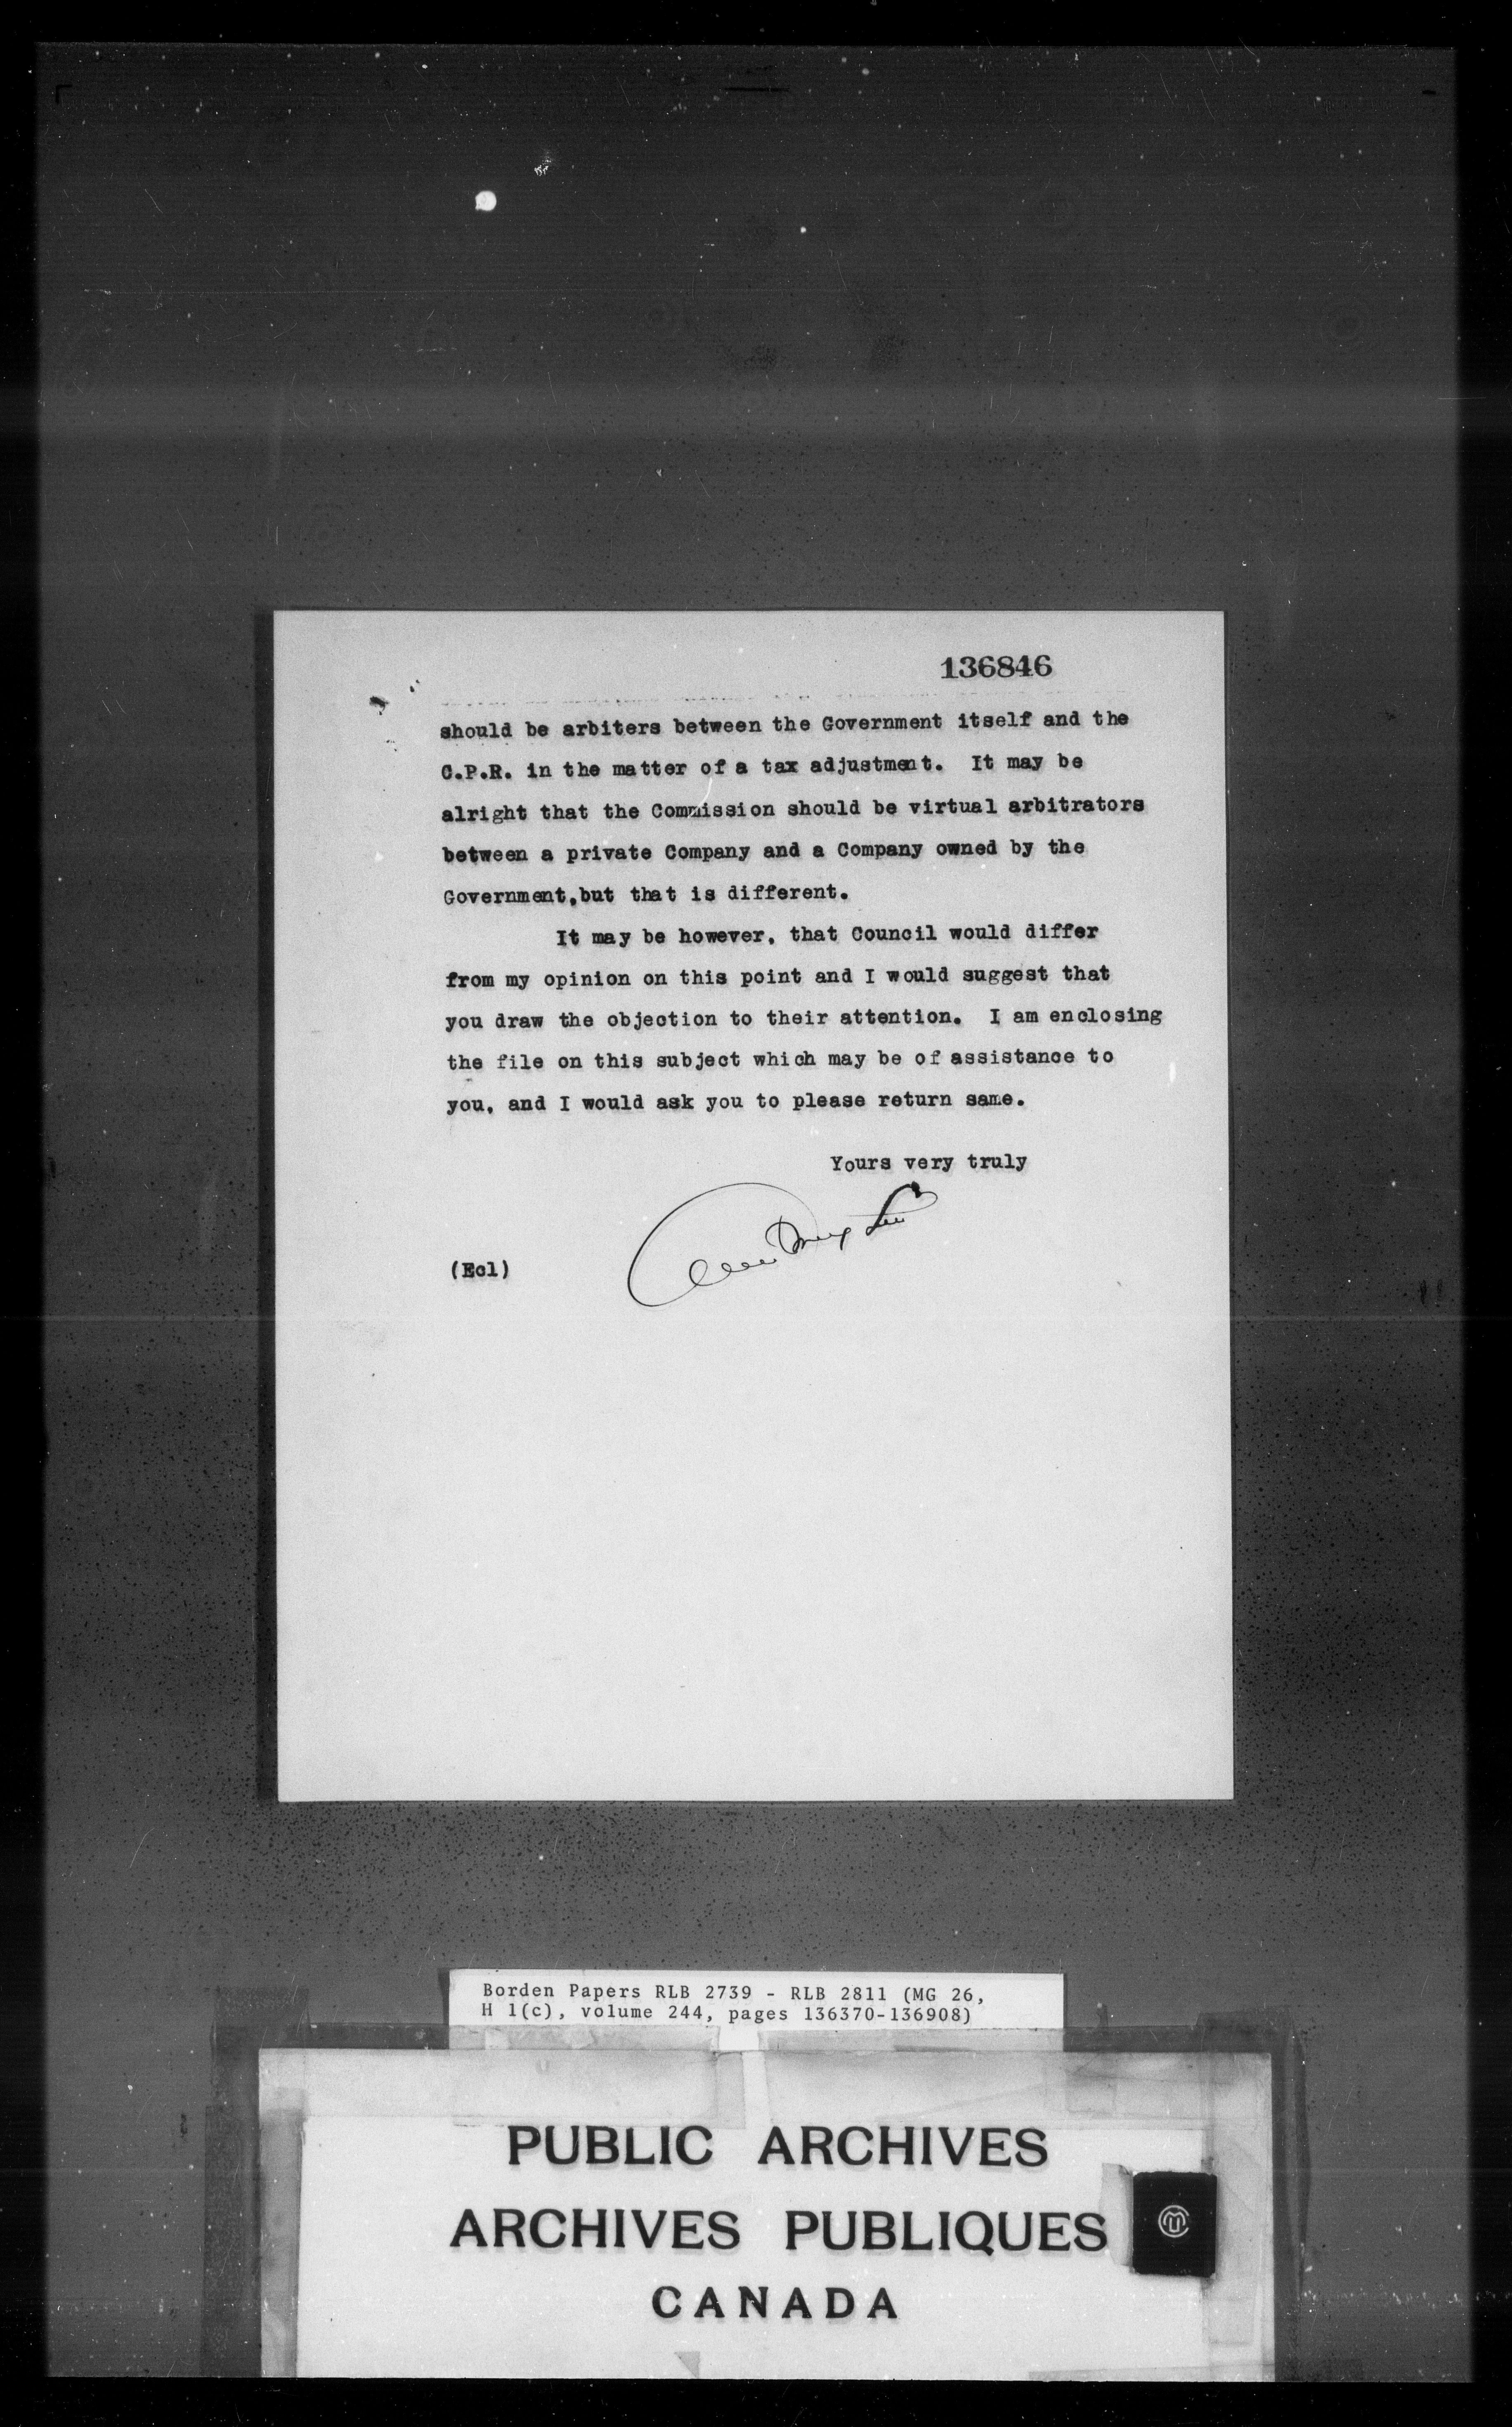 136846
should be arbiters between the Government itself and the
C.P.R. in the matter of a tax adjustment. It may be
alright that the Commission should be virtual arbitrators
between a private Company and a Company owned by the
Government,but that is different.
It may be however, that Council would differ
from my opinion on this point and I would suggest that
you draw the objection to their attention. I am enclosing
the file on this subject which may be of assistance to
you, and I would ask you to please return same.
Yours very truly
(Ecl)
Borden Papers RLB 2739 - RLB 2811 (MG 26,
H 1(c), volume 244, pages 136370-136908)
PUBLIC ARCHIVES
ARCHIVES PUBLIQUES
CANADA